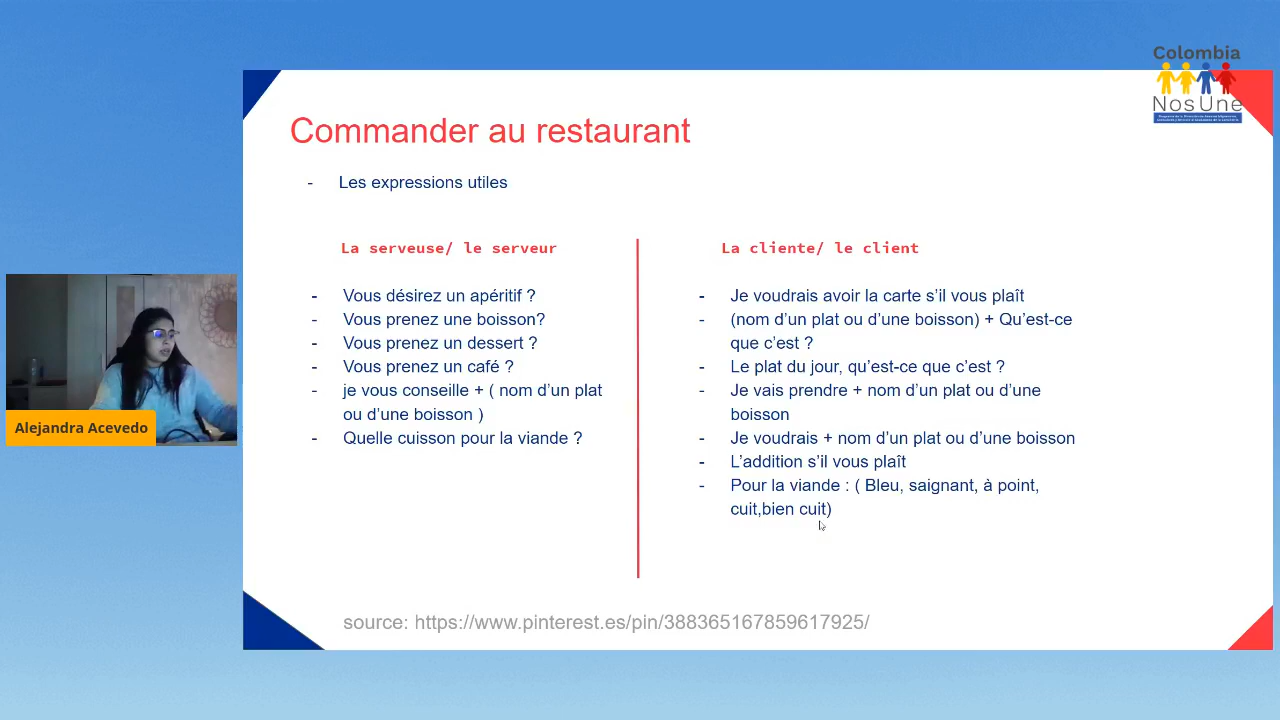 Colombia
NosUne
Commander au restaurant
- Les expressions utiles
La serveuse/ le serveur
- Vous désirez un apéritif ?
- Vous prenez une boisson?
- Vous prenez un dessert ?
- Vous prenez un café ?
- je vous conseille + ( nom d'un plat
ou d'une boisson )
- Quelle cuisson pour la viande ?
La cliente/ le client
- Je voudrais avoir la carte s'il vous plaît
- (nom d'un plat ou d'une boisson) + Qu'est-ce
que c'est ?
- Le plat du jour, qu'est-ce que c'est ?
- Je vais prendre + nom d'un plat ou d'une
boisson
- Je voudrais + nom d'un plat ou d'une boisson
- L'addition s'il vous plaît
- Pour la viande : ( Bleu, saignant, à point,
cuit,bien cuit)
Alejandra Acevedo
source: https://www.pinterest.es/pin/388365167859617925/